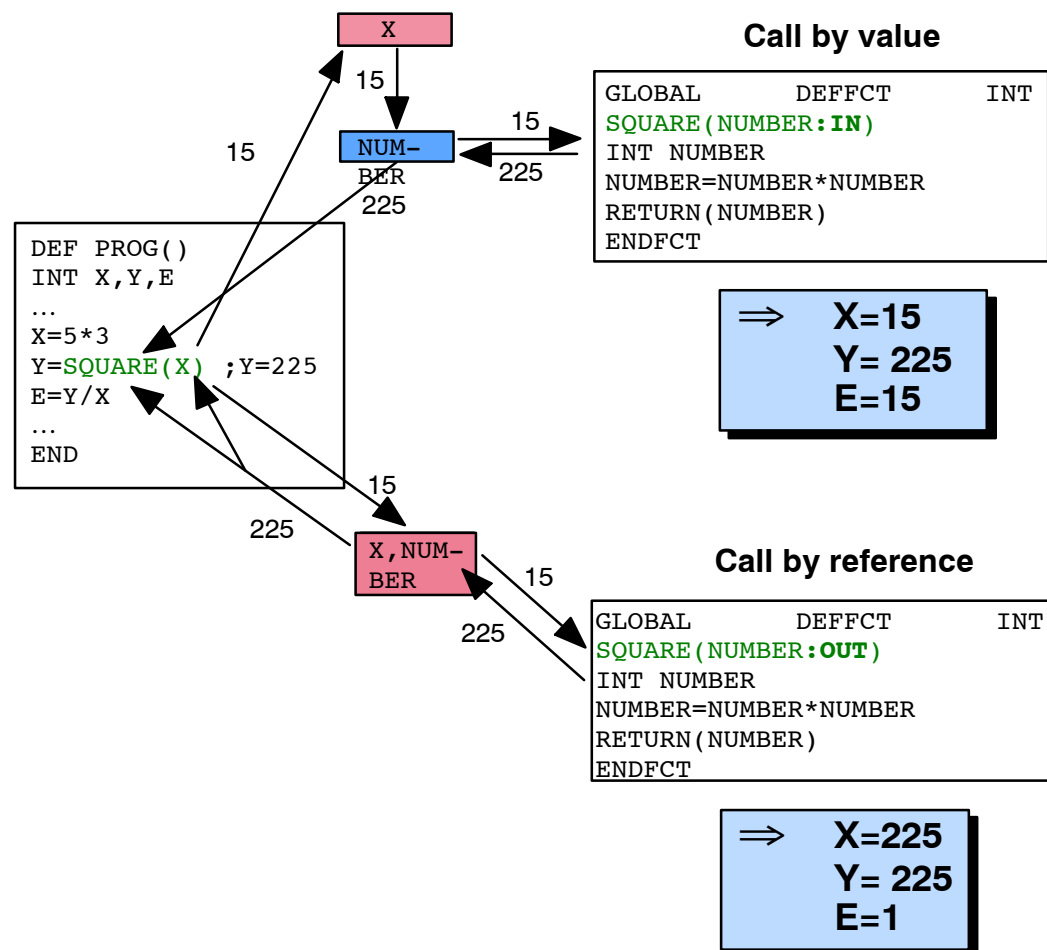 X
Call by value
15
GLOBAL DEFFCT INT
SQUARE(NUMBER:IN)
INT NUMBER
NUMBER=NUMBER*NUMBER
RETURN(NUMBER)
ENDFCT
15
15
NUM-
BER
225
225
DEF PROG()
INT X,Y,E
...
X=5*3
Y=SQUARE(X) ;Y=225
E=Y/X
...
END
⇒ X=15
Y= 225
E=15
15
225
X,NUM-
BER
15
225
Call by reference
GLOBAL DEFFCT INT
SQUARE(NUMBER:OUT)
INT NUMBER
NUMBER=NUMBER*NUMBER
RETURN(NUMBER)
ENDFCT
⇒ X=225
Y= 225
E=1